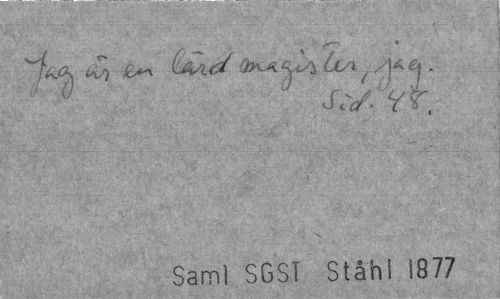 Jag är en lärd magister, jag.
Sid. 48.
Saml SGST Ståhl 1877